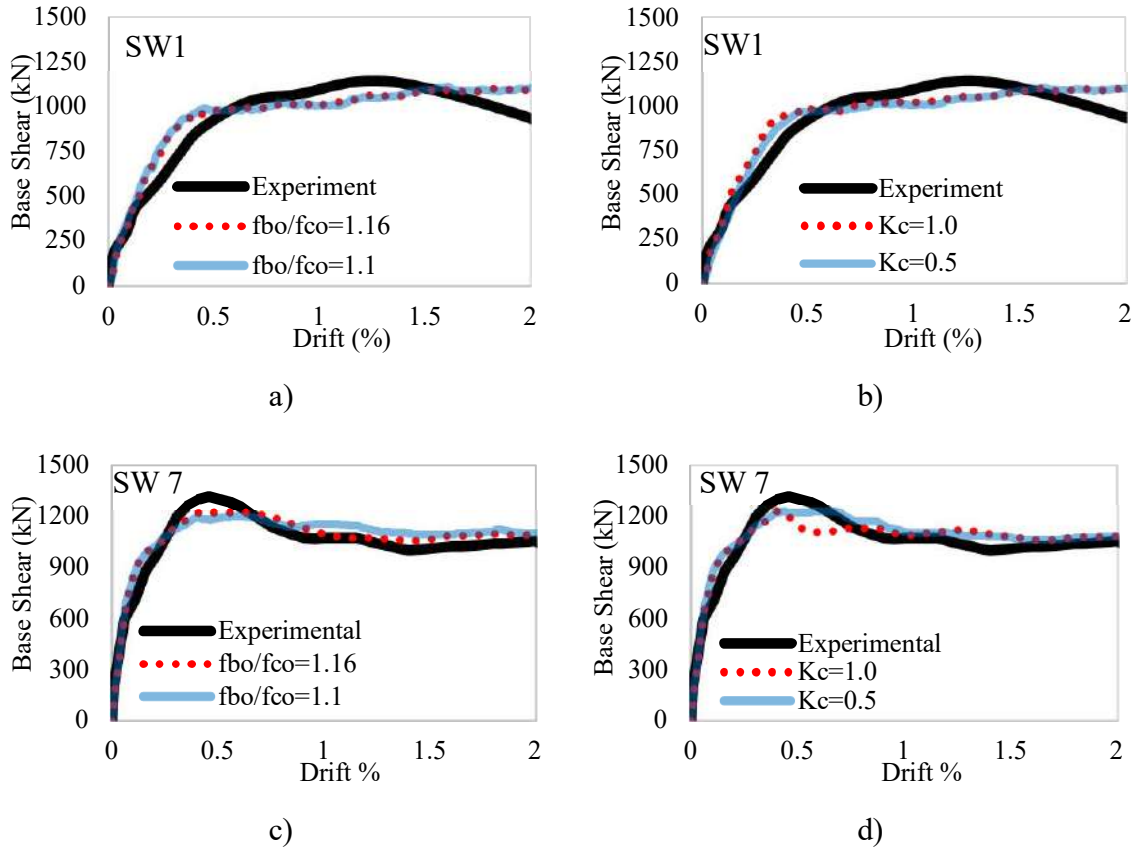 SW1
Base Shear (kN)
1500
1250
1000
750
500
250
0
Experiment
fbo/fco=1.16
fbo/fco=1.1
0 0.5 1 1.5 2
Drift (%)
a)
SW1
Base Shear (kN)
1500
1250
1000
750
500
250
0
Experiment
Kc=1.0
Kc=0.5
0 0.5 1 1.5 2
Drift (%)
b)
SW 7
Base Shear (kN)
1500
1200
900
600
300
0
Experimental
fbo/fco=1.16
fbo/fco=1.1
0 0.5 1 1.5 2
Drift %
c)
SW 7
Base Shear (kN)
1500
1200
900
600
300
0
Experimental
Kc=1.0
Kc=0.5
0 0.5 1 1.5 2
Drift %
d)